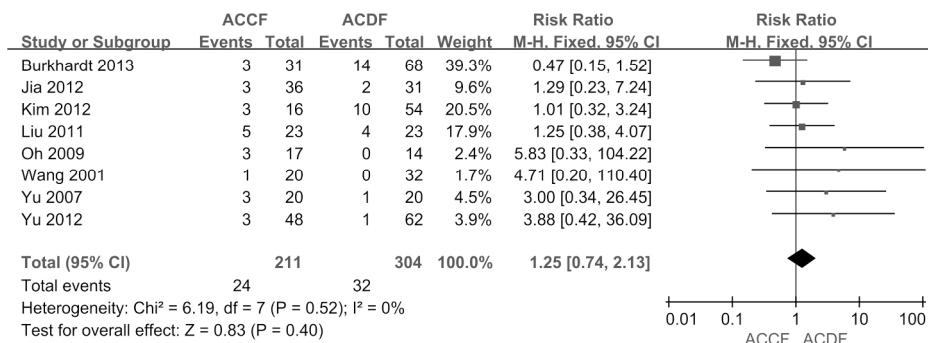 ACCF ACDF Risk Ratio Risk Ratio
Study or Subgroup Events Total Events Total Weight M-H, Fixed, 95% CI M-H, Fixed, 95% CI
Burkhardt 2013 3 31 14 68 39.3% 0.47 [0.15, 1.52]
Jia 2012 3 36 2 31 9.6% 1.29 [0.23, 7.24]
Kim 2012 3 16 10 54 20.5% 1.01 [0.32, 3.24]
Liu 2011 5 23 4 23 17.9% 1.25 [0.38, 4.07]
Oh 2009 3 17 0 14 2.4% 5.83 [0.33, 104.22]
Wang 2001 1 20 0 32 1.7% 4.71 [0.20, 110.40]
Yu 2007 3 20 1 20 4.9% 3.00 [0.34, 26.45]
Yu 2012 3 48 1 62 3.9% 3.88 [0.42, 36.09]
Total (95% CI) 211 304 100.0% 1.25 [0.74, 2.13]
Total events 24 32
Heterogeneity: Chi² = 6.19, df = 7 (P = 0.52); I² = 0%
Test for overall effect: Z = 0.83 (P = 0.40)
0.01 0.1 1 10 100
ACCF ACDF